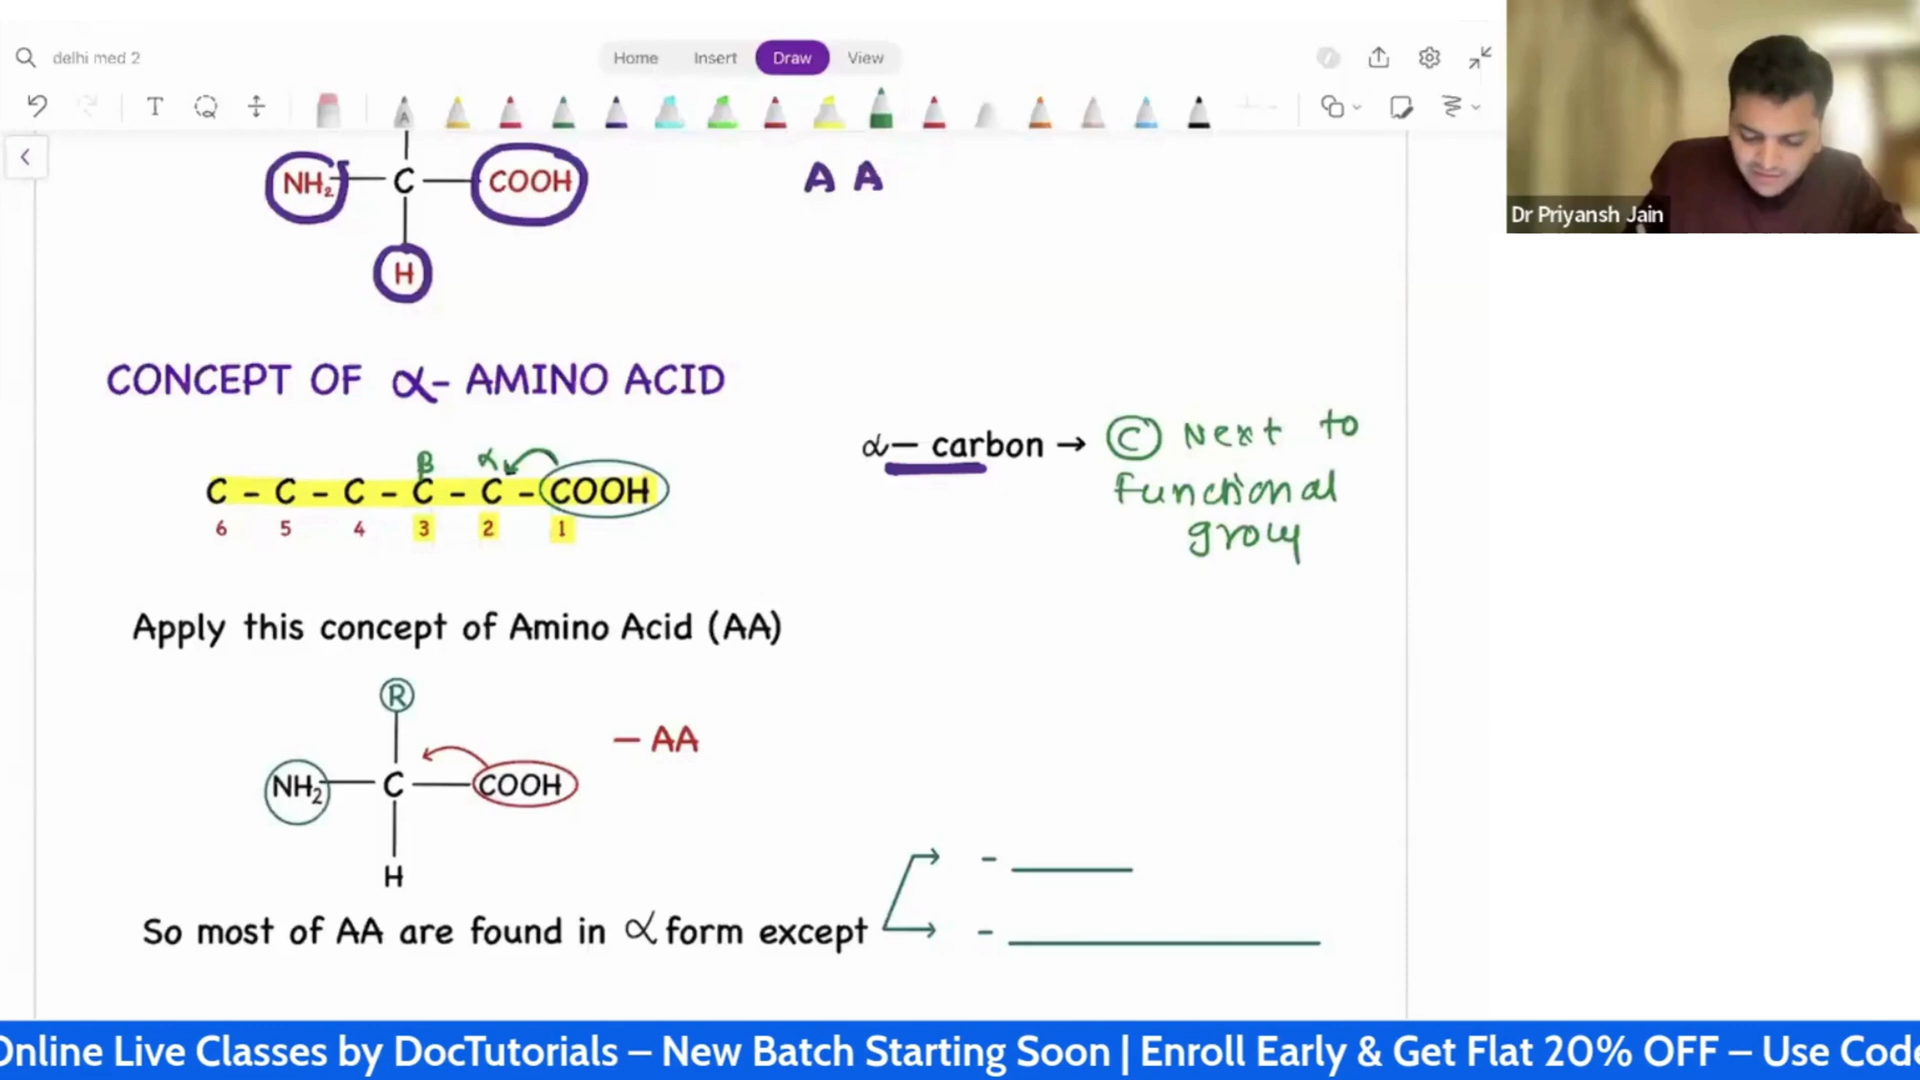 delhi med 2
Home Insert Draw View
T
A
NH₂ C COOH
A A
H
Dr Priyansh Jain
CONCEPT OF α- AMINO ACID
α- carbon → C Next to
functional
group
β α
C - C - C - C - C - COOH
6 5 4 3 2 1
Apply this concept of Amino Acid (AA)
R
- AA
NH₂ C COOH
H
So most of AA are found in α form except
Online Live Classes by DocTutorials – New Batch Starting Soon | Enroll Early & Get Flat 20% OFF – Use Code